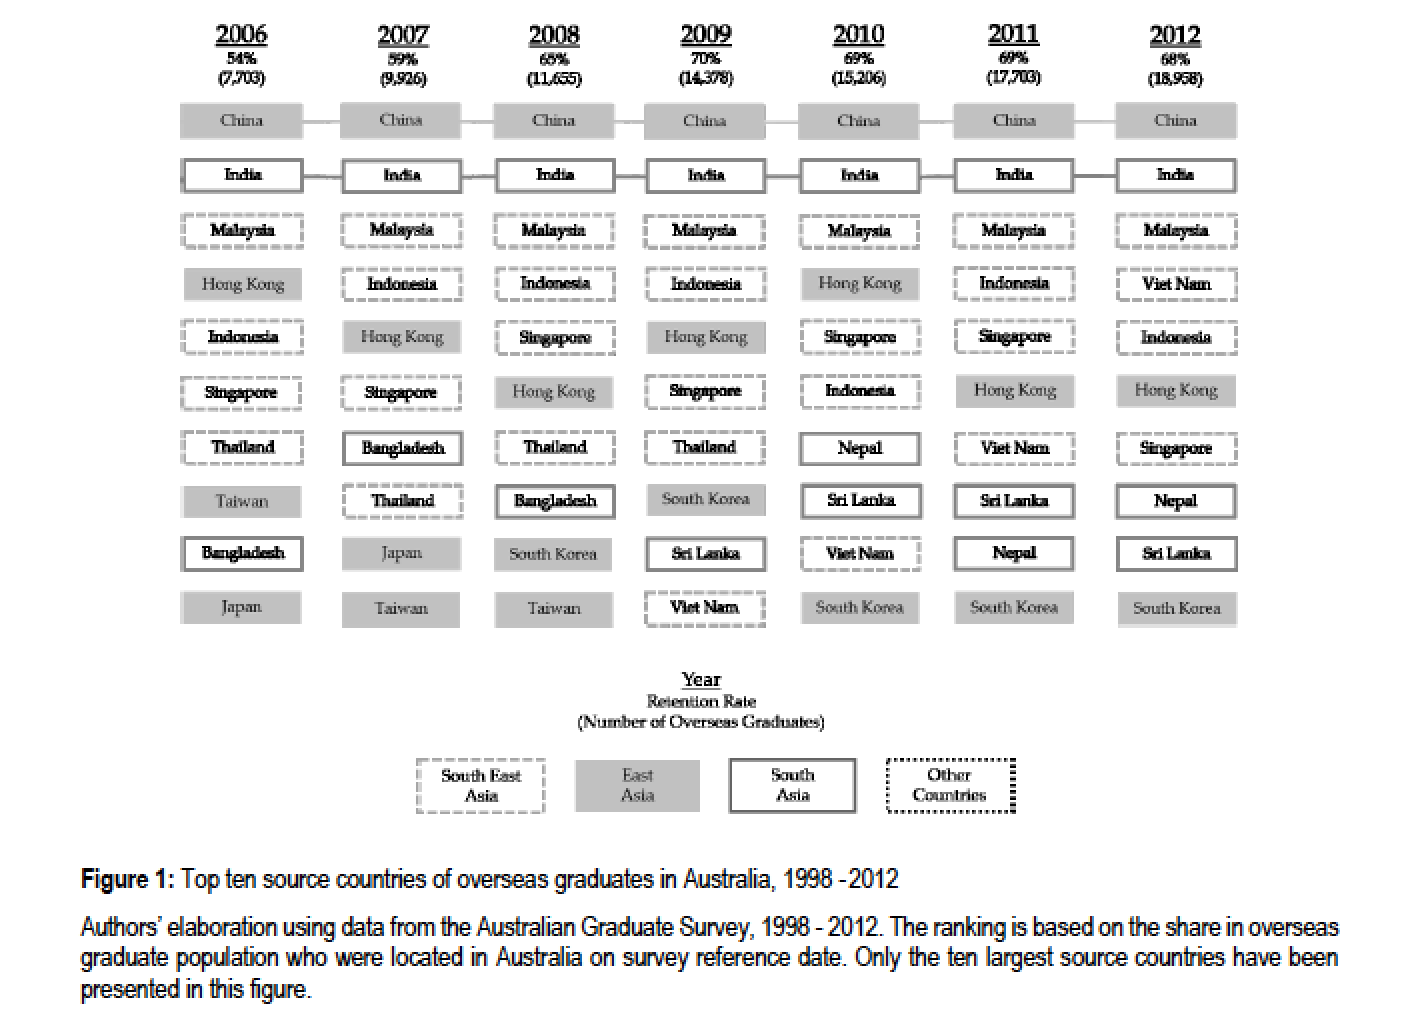 2006 2007 2008 2009 2010 2011 2012
54% 59% 65% 70% 69% 69% 68%
(7,703) (9,926) (11,655) (14,378) (15,206) (17,703) (18,958)
China China China China China China China
India India India India India India India
Malaysia Malaysia Malaysia Malaysia Malaysia Malaysia Malaysia
Hong Kong Indonesia Indonesia Indonesia Hong Kong Indonesia Viet Nam
Indonesia Hong Kong Singapore Hong Kong Singapore Singapore Indonesia
Singapore Singapore Hong Kong Singapore Indonesia Hong Kong Hong Kong
Thailand Bangladesh Thailand Thailand Nepal Viet Nam Singapore
Taiwan Thailand Bangladesh South Korea Sri Lanka Sri Lanka Nepal
Bangladesh Japan South Korea Sri Lanka Viet Nam Nepal Sri Lanka
Japan Taiwan Taiwan Viet Nam South Korea South Korea South Korea
Year
Retention Rate
(Number of Overseas Graduates)
South East East South Other
Asia Asia Asia Countries
Figure 1: Top ten source countries of overseas graduates in Australia, 1998 - 2012
Authors' elaboration using data from the Australian Graduate Survey, 1998 - 2012. The ranking is based on the share in overseas
graduate population who were located in Australia on survey reference date. Only the ten largest source countries have been
presented in this figure.